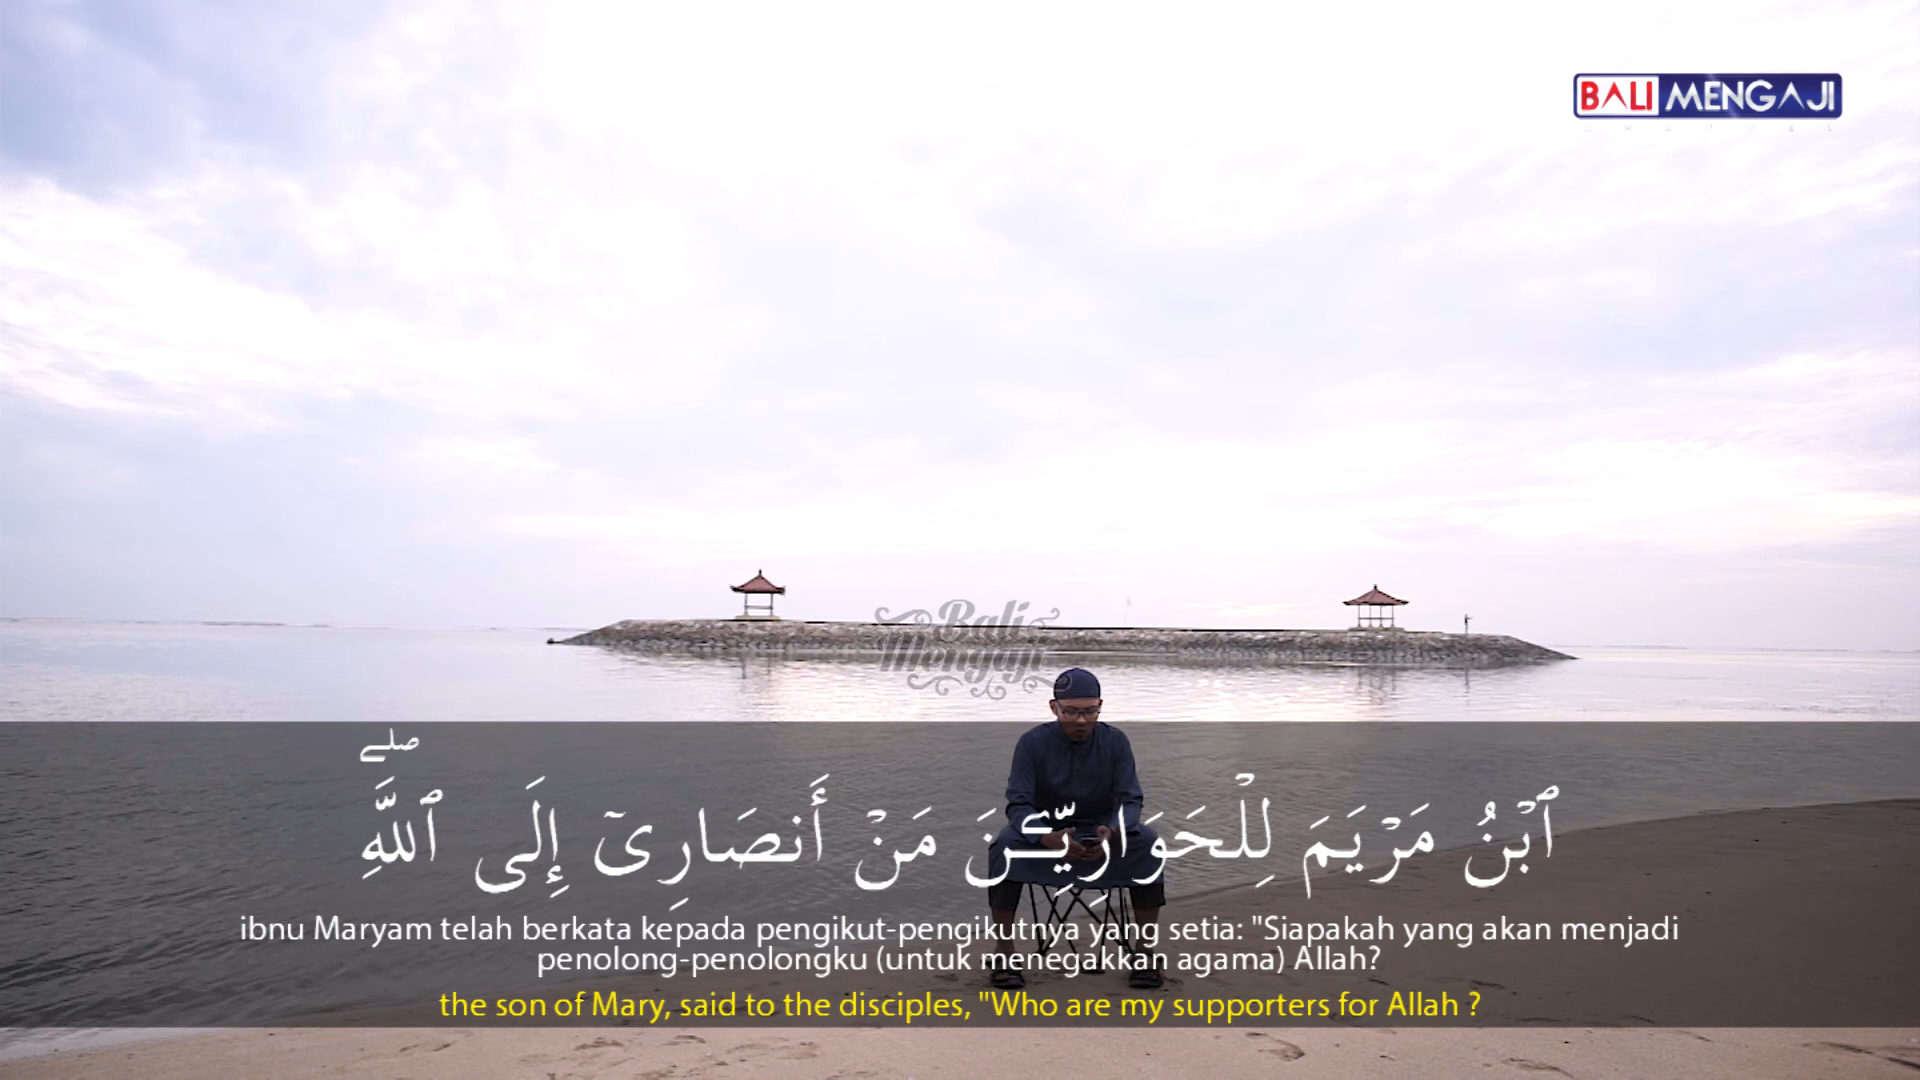 BALI MENGAJI
Bali
Mengaji
ٱبْنُ مَرْيَمَ لِلْحَوَارِيِّـۧنَ مَنْ أَنصَارِىٓ إِلَى ٱللَّهِۖ
ibnu Maryam telah berkata kepada pengikut-pengikutnya yang setia: "Siapakah yang akan menjadi
penolong-penolongku (untuk menegakkan agama) Allah?
the son of Mary, said to the disciples, "Who are my supporters for Allah ?